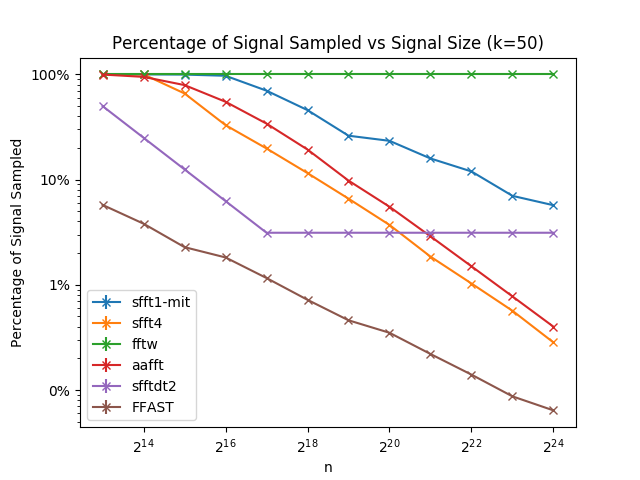 Percentage of Signal Sampled vs Signal Size (k=50)
Percentage of Signal Sampled
100%
10%
1%
0%
sfft1-mit
sfft4
fftw
aafft
sfftdt2
FFAST
2^14 2^16 2^18 2^20 2^22 2^24
n